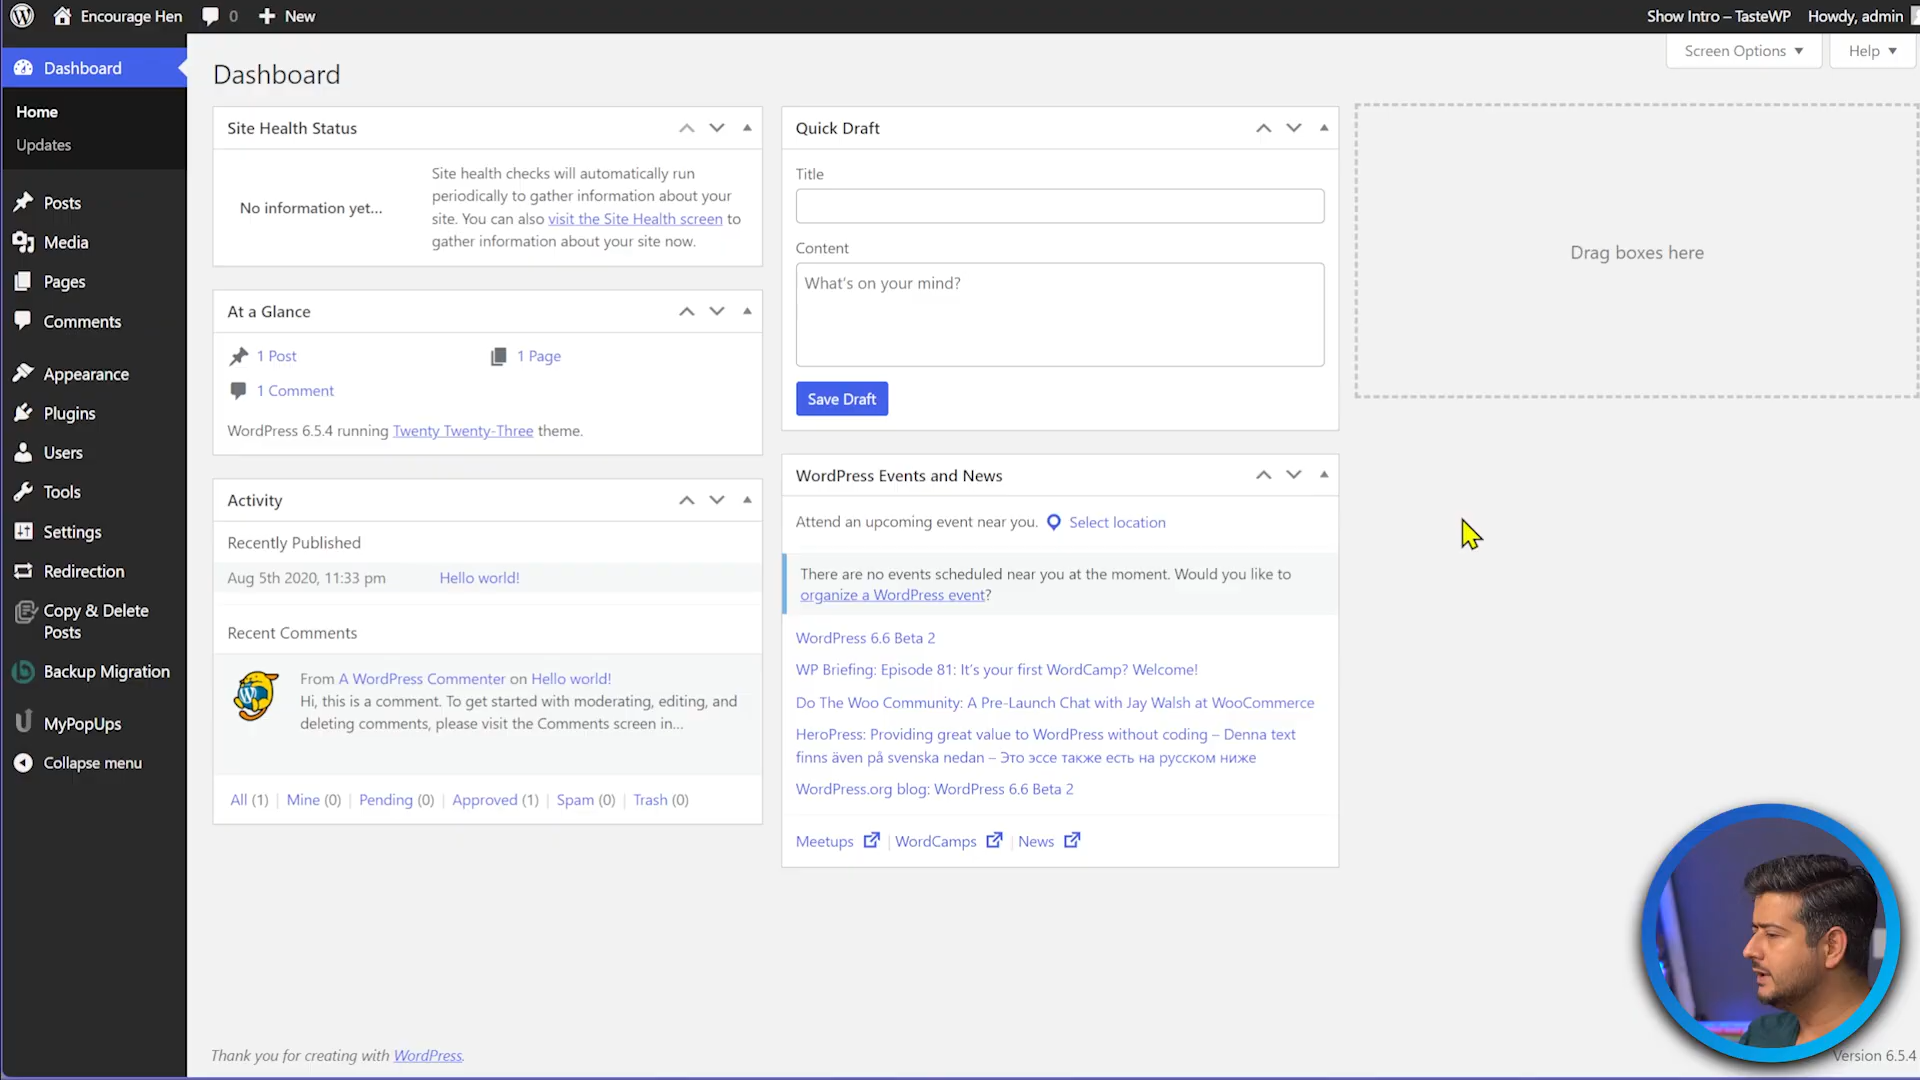 Encourage Hen
0
New
Show Intro – TasteWP
Howdy, admin
Screen Options
Help
Dashboard
Home
Updates
Posts
Media
Pages
Comments
Appearance
Plugins
Users
Tools
Settings
Redirection
Copy & Delete
Posts
Backup Migration
MyPopUps
Collapse menu
Dashboard
Site Health Status
No information yet...
Site health checks will automatically run
periodically to gather information about your
site. You can also visit the Site Health screen to
gather information about your site now.
At a Glance
1 Post
1 Page
1 Comment
WordPress 6.5.4 running Twenty Twenty-Three theme.
Activity
Recently Published
Aug 5th 2020, 11:33 pm
Hello world!
Recent Comments
From A WordPress Commenter on Hello world!
Hi, this is a comment. To get started with moderating, editing, and
deleting comments, please visit the Comments screen in...
All (1) | Mine (0) | Pending (0) | Approved (1) | Spam (0) | Trash (0)
Quick Draft
Title
Content
What's on your mind?
Save Draft
WordPress Events and News
Attend an upcoming event near you.
Select location
There are no events scheduled near you at the moment. Would you like to
organize a WordPress event?
WordPress 6.6 Beta 2
WP Briefing: Episode 81: It's your first WordCamp? Welcome!
Do The Woo Community: A Pre-Launch Chat with Jay Walsh at WooCommerce
HeroPress: Providing great value to WordPress without coding – Denna text
finns även på svenska nedan – Это эссе также есть на русском ниже
WordPress.org blog: WordPress 6.6 Beta 2
Meetups | WordCamps | News
Drag boxes here
Thank you for creating with WordPress.
Version 6.5.4